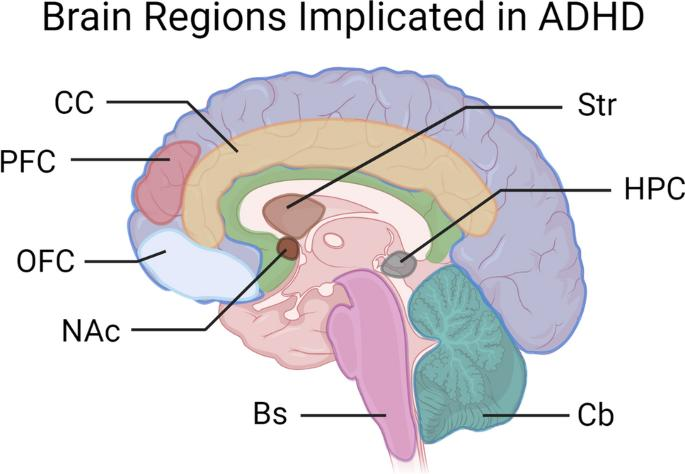 Brain Regions Implicated in ADHD
CC
Str
PFC
HPC
OFC
NAc
Bs
Cb